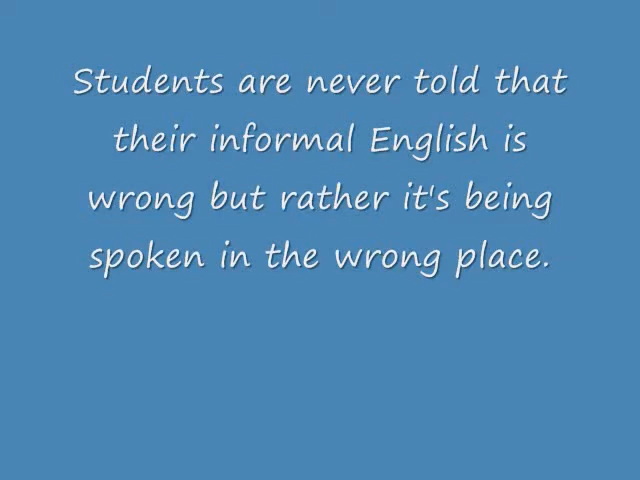 Students are never told that
their informal English is
wrong but rather it's being
spoken in the wrong place.